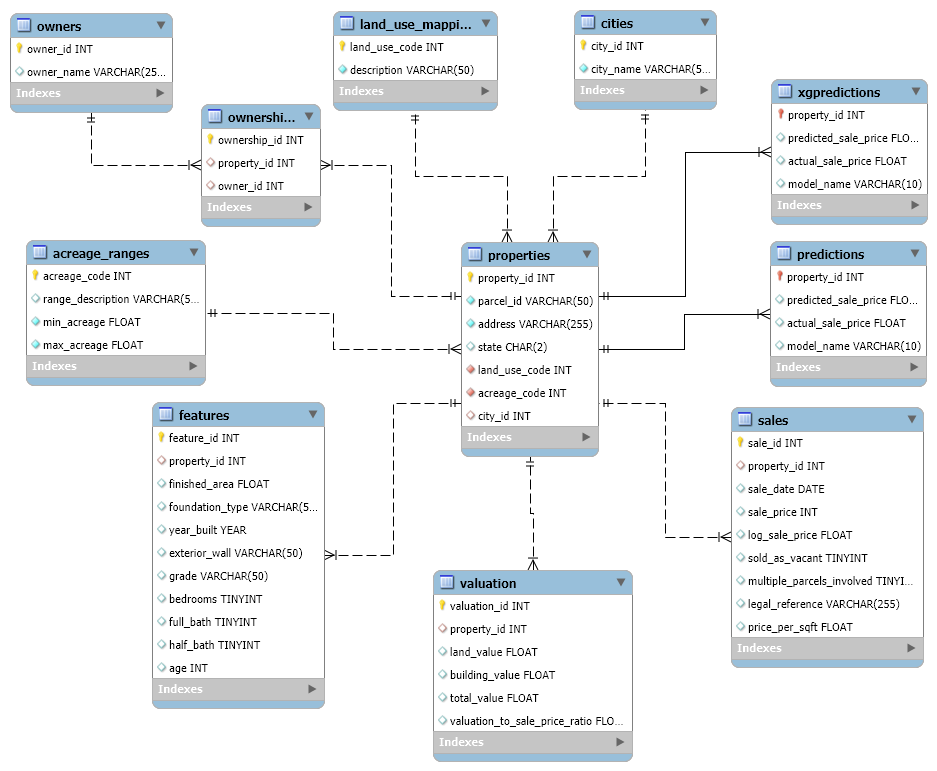 owners
owner_id INT
owner_name VARCHAR(25...
Indexes
land_use_mappi...
land_use_code INT
description VARCHAR(50)
Indexes
cities
city_id INT
city_name VARCHAR(5...
Indexes
xgpredictions
property_id INT
predicted_sale_price FLO...
actual_sale_price FLOAT
model_name VARCHAR(10)
Indexes
ownershi...
ownership_id INT
property_id INT
owner_id INT
Indexes
acreage_ranges
acreage_code INT
range_description VARCHAR(5...
min_acreage FLOAT
max_acreage FLOAT
Indexes
properties
property_id INT
parcel_id VARCHAR(50)
address VARCHAR(255)
state CHAR(2)
land_use_code INT
acreage_code INT
city_id INT
Indexes
predictions
property_id INT
predicted_sale_price FLO...
actual_sale_price FLOAT
model_name VARCHAR(10)
Indexes
features
feature_id INT
property_id INT
finished_area FLOAT
foundation_type VARCHAR(5...
year_built YEAR
exterior_wall VARCHAR(50)
grade VARCHAR(50)
bedrooms TINYINT
full_bath TINYINT
half_bath TINYINT
age INT
Indexes
valuation
valuation_id INT
property_id INT
land_value FLOAT
building_value FLOAT
total_value FLOAT
valuation_to_sale_price_ratio FLO...
Indexes
sales
sale_id INT
property_id INT
sale_date DATE
sale_price INT
log_sale_price FLOAT
sold_as_vacant TINYINT
multiple_parcels_involved TINYI...
legal_reference VARCHAR(255)
price_per_sqft FLOAT
Indexes